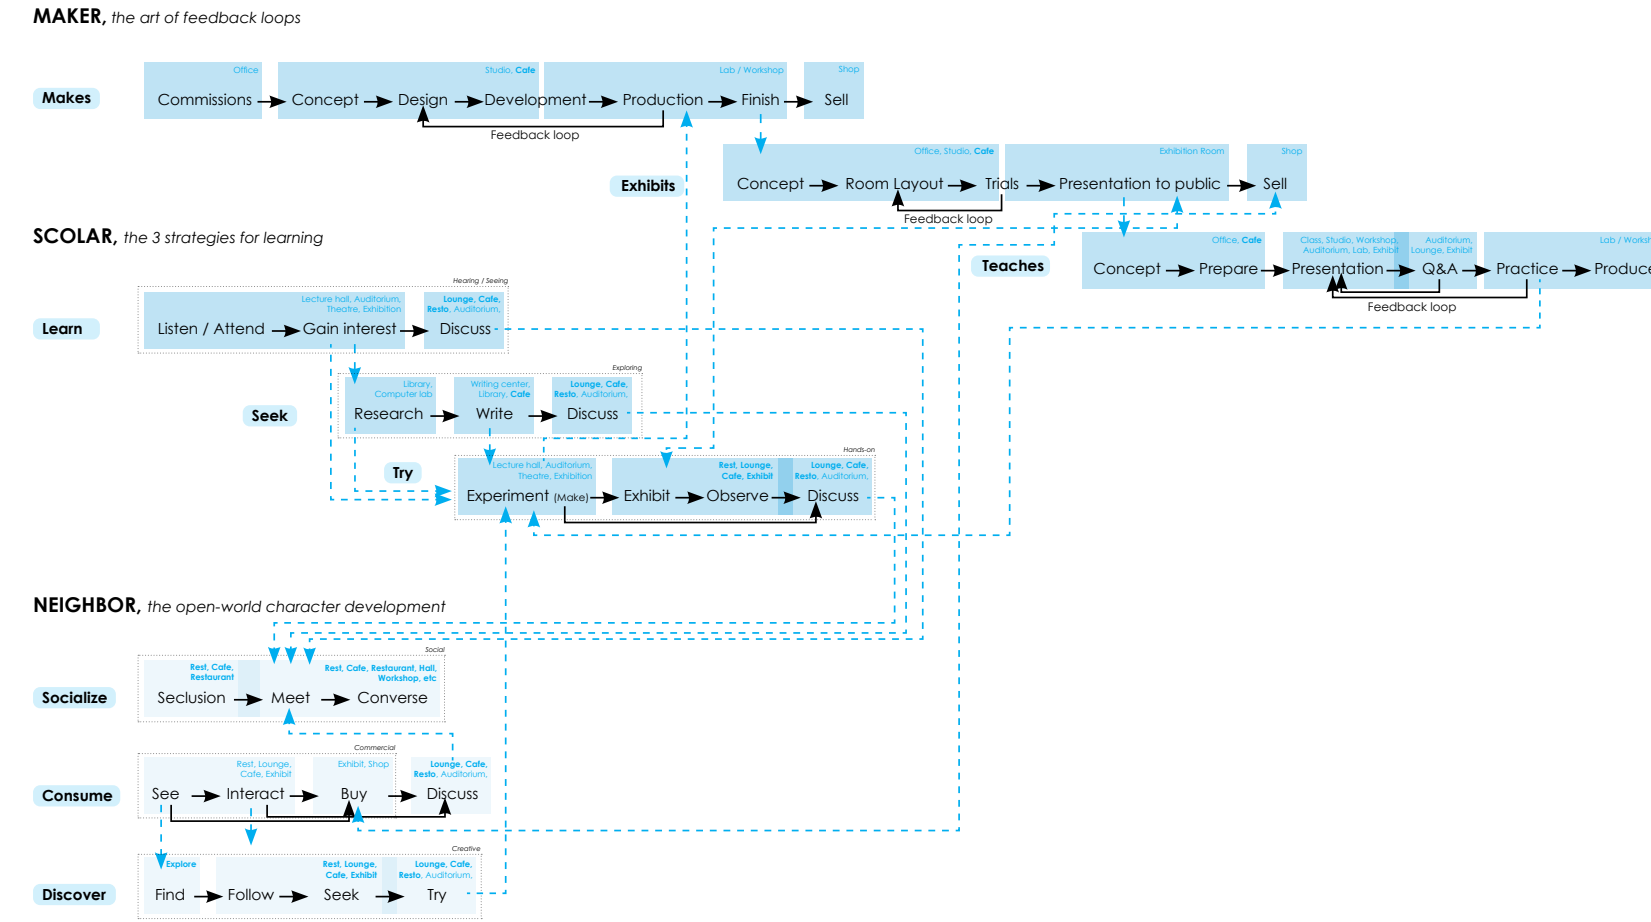 MAKER, the art of feedback loops
Office
Studio, Cafe
Lab / Workshop
Shop
Makes
Commissions
Concept
Design
Development
Production
Finish
Sell
Feedback loop
Office, Studio, Cafe
Exhibition Room
Shop
Exhibits
Concept
Room Layout
Trials
Presentation to public
Sell
Feedback loop
SCOLAR, the 3 strategies for learning
Office, Cafe
Class, Studio, Workshop,
Auditorium, Lab, Exhibit
Auditorium,
Lounge, Exhibit
Lab / Worksh
Teaches
Concept
Prepare
Presentation
Q&A
Practice
Produce
Feedback loop
Hearing / Seeing
Lecture hall, Auditorium,
Theatre, Exhibition
Lounge, Cafe,
Resto, Auditorium,
Learn
Listen / Attend
Gain interest
Discuss
Exploring
Library,
Computer lab
Writing center,
Library, Cafe
Lounge, Cafe,
Resto, Auditorium,
Seek
Research
Write
Discuss
Hands-on
Lecture hall, Auditorium,
Theatre, Exhibition
Rest, Lounge,
Cafe, Exhibit
Lounge, Cafe,
Resto, Auditorium,
Try
Experiment (Make)
Exhibit
Observe
Discuss
NEIGHBOR, the open-world character development
Social
Rest, Cafe,
Restaurant
Rest, Cafe, Restaurant, Hall,
Workshop, etc
Socialize
Seclusion
Meet
Converse
Commercial
Rest, Lounge,
Cafe, Exhibit
Exhibit, Shop
Lounge, Cafe,
Resto, Auditorium,
Consume
See
Interact
Buy
Discuss
Creative
Explore
Rest, Lounge,
Cafe, Exhibit
Lounge, Cafe,
Resto, Auditorium,
Discover
Find
Follow
Seek
Try